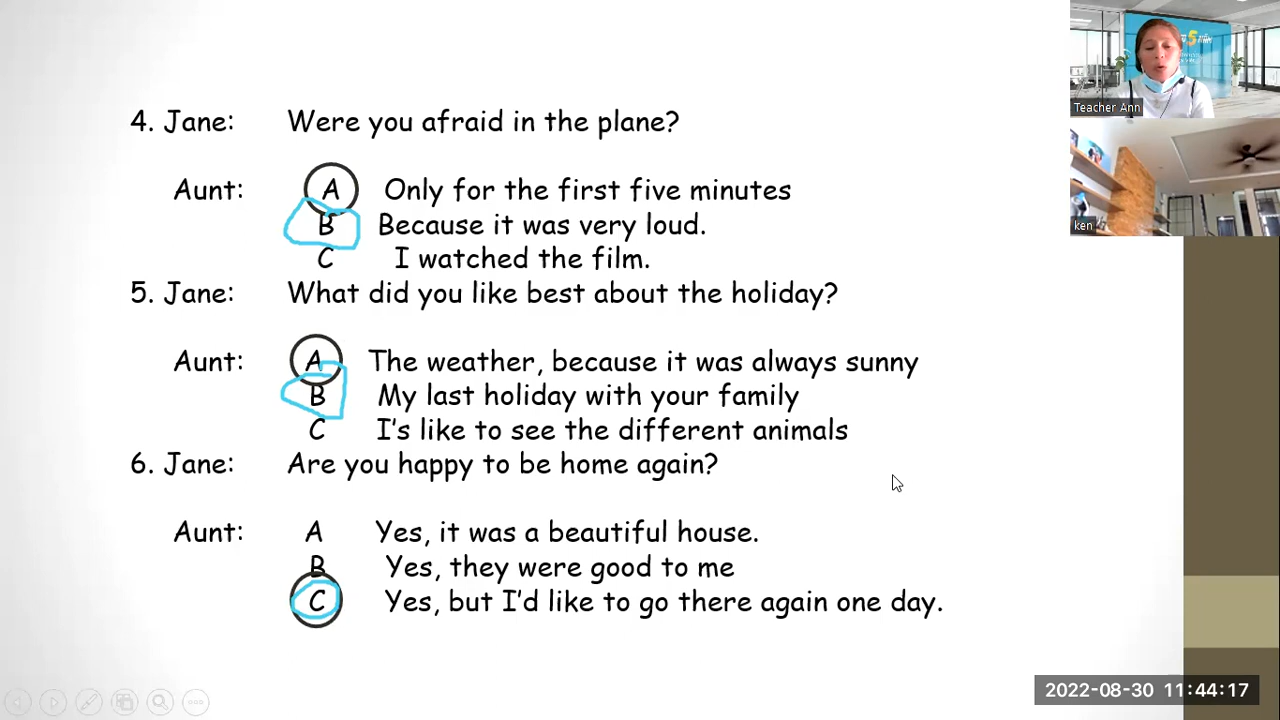 4. Jane: Were you afraid in the plane?
Aunt: A Only for the first five minutes
B Because it was very loud.
C I watched the film.
5. Jane: What did you like best about the holiday?
Aunt: A The weather, because it was always sunny
B My last holiday with your family
C I's like to see the different animals
6. Jane: Are you happy to be home again?
Aunt: A Yes, it was a beautiful house.
B Yes, they were good to me
C Yes, but I'd like to go there again one day.
Teacher Ann
ken
2022-08-30 11:44:17